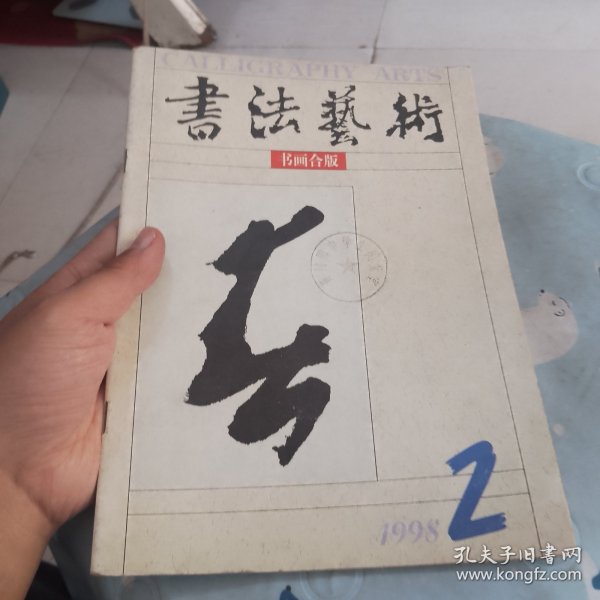 CALLIGRAPHY ARTS
書法藝術
书画合版
1998 2
孔夫子旧书网
www.kongfz.com